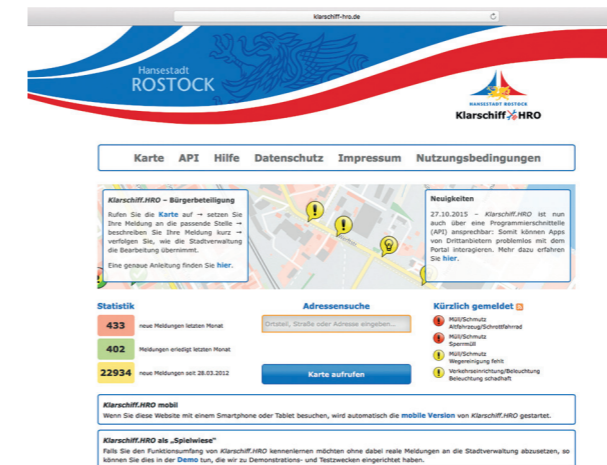 klarschiff-hro.de
Hansestadt
ROSTOCK
HANSESTADT ROSTOCK
Klarschiff HRO
Karte API Hilfe Datenschutz Impressum Nutzungsbedingungen
Klarschiff.HRO – Bürgerbeteiligung
Rufen Sie die Karte auf → setzen Sie
Ihre Meldung an die passende Stelle →
beschreiben Sie Ihre Meldung kurz →
verfolgen Sie, wie die Stadtverwaltung
die Bearbeitung übernimmt.
Eine genaue Anleitung finden Sie hier.
Neuigkeiten
27.10.2015 – Klarschiff.HRO ist nun
auch über eine Programmierschnittelle
(API) ansprechbar: Somit können Apps
von Drittanbietern problemlos mit dem
Portal interagieren. Mehr dazu erfahren
Sie hier.
Statistik
433 neue Meldungen letzten Monat
402 Meldungen erledigt letzten Monat
22934 neue Meldungen seit 28.03.2012
Adressensuche
Ortsteil, Straße oder Adresse eingeben...
Karte aufrufen
Kürzlich gemeldet
Müll/Schmutz
Altfahrzeug/Schrottfahrrad
Müll/Schmutz
Sperrmüll
Müll/Schmutz
Wegereinigung fehlt
Verkehrseinrichtung/Beleuchtung
Beleuchtung schadhaft
Klarschiff.HRO mobil
Wenn Sie diese Website mit einem Smartphone oder Tablet besuchen, wird automatisch die mobile Version von Klarschiff.HRO gestartet.
Klarschiff.HRO als „Spielwiese“
Falls Sie den Funktionsumfang von Klarschiff.HRO kennenlernen möchten ohne dabei reale Meldungen an die Stadtverwaltung abzusetzen, so
können Sie dies in der Demo tun, die wir zu Demonstrations- und Testzwecken eingerichtet haben.